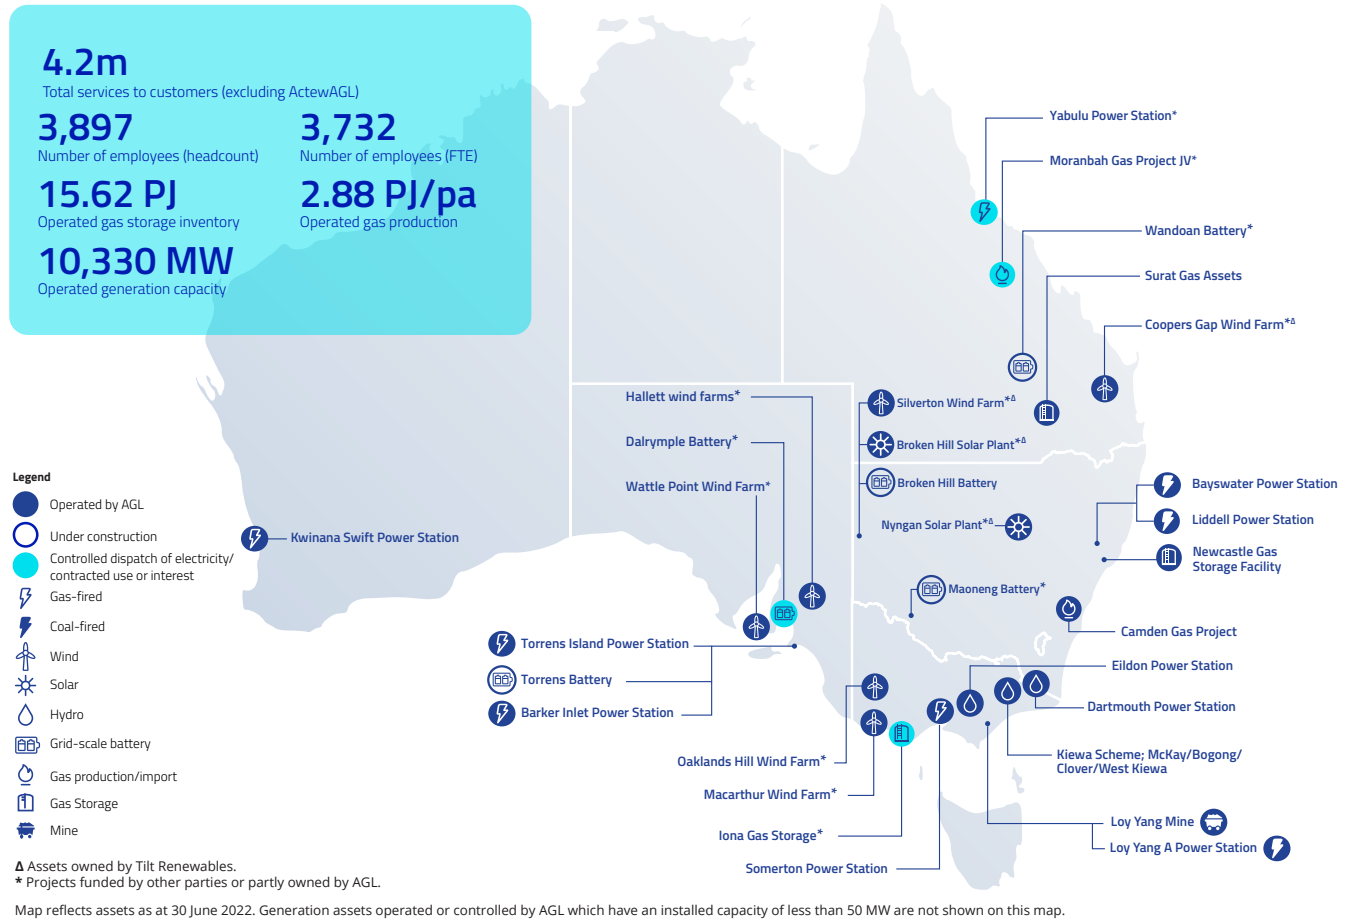 4.2m
Total services to customers (excluding ActewAGL)
3,897
Number of employees (headcount)
3,732
Number of employees (FTE)
15.62 PJ
Operated gas storage inventory
2.88 PJ/pa
Operated gas production
10,330 MW
Operated generation capacity
Yabulu Power Station*
Moranbah Gas Project JV*
Wandoan Battery*
Surat Gas Assets
Coopers Gap Wind Farm*Δ
Hallett wind farms*
Dalrymple Battery*
Wattle Point Wind Farm*
Silverton Wind Farm*Δ
Broken Hill Solar Plant*Δ
Broken Hill Battery
Nyngan Solar Plant*Δ
Maoneng Battery*
Bayswater Power Station
Liddell Power Station
Newcastle Gas
Storage Facility
Camden Gas Project
Eildon Power Station
Dartmouth Power Station
Kiewa Scheme; McKay/Bogong/
Clover/West Kiewa
Loy Yang Mine
Loy Yang A Power Station
Kwinana Swift Power Station
Torrens Island Power Station
Torrens Battery
Barker Inlet Power Station
Oaklands Hill Wind Farm*
Macarthur Wind Farm*
Iona Gas Storage*
Somerton Power Station
Legend
Operated by AGL
Under construction
Controlled dispatch of electricity/
contracted use or interest
Gas-fired
Coal-fired
Wind
Solar
Hydro
Grid-scale battery
Gas production/import
Gas Storage
Mine
Δ Assets owned by Tilt Renewables.
* Projects funded by other parties or partly owned by AGL.
Map reflects assets as at 30 June 2022. Generation assets operated or controlled by AGL which have an installed capacity of less than 50 MW are not shown on this map.